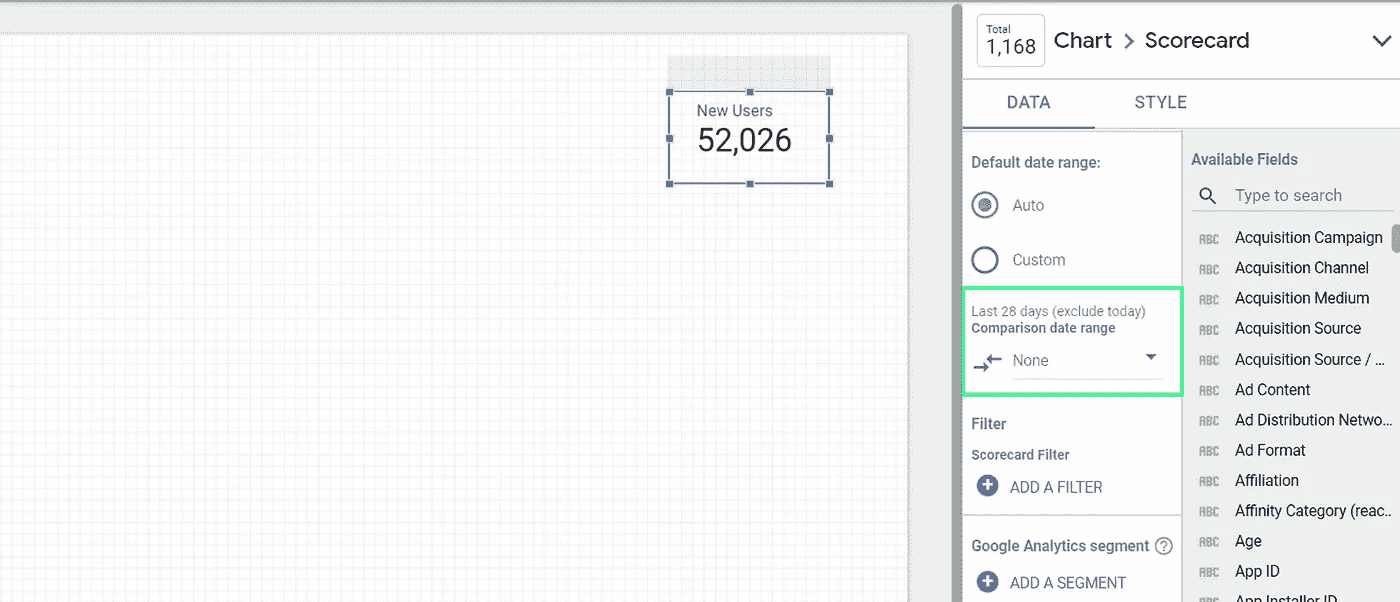 New Users
52,026
Total
1,168
Chart > Scorecard
DATA
STYLE
Default date range:
Auto
Custom
Last 28 days (exclude today)
Comparison date range
None
Filter
Scorecard Filter
ADD A FILTER
Google Analytics segment
ADD A SEGMENT
Available Fields
Type to search
ABC Acquisition Campaign
ABC Acquisition Channel
ABC Acquisition Medium
ABC Acquisition Source
ABC Acquisition Source / ...
ABC Ad Content
ABC Ad Distribution Netwo...
ABC Ad Format
ABC Affiliation
ABC Affinity Category (reac..
ABC Age
ABC App ID
ABC App Installer ID